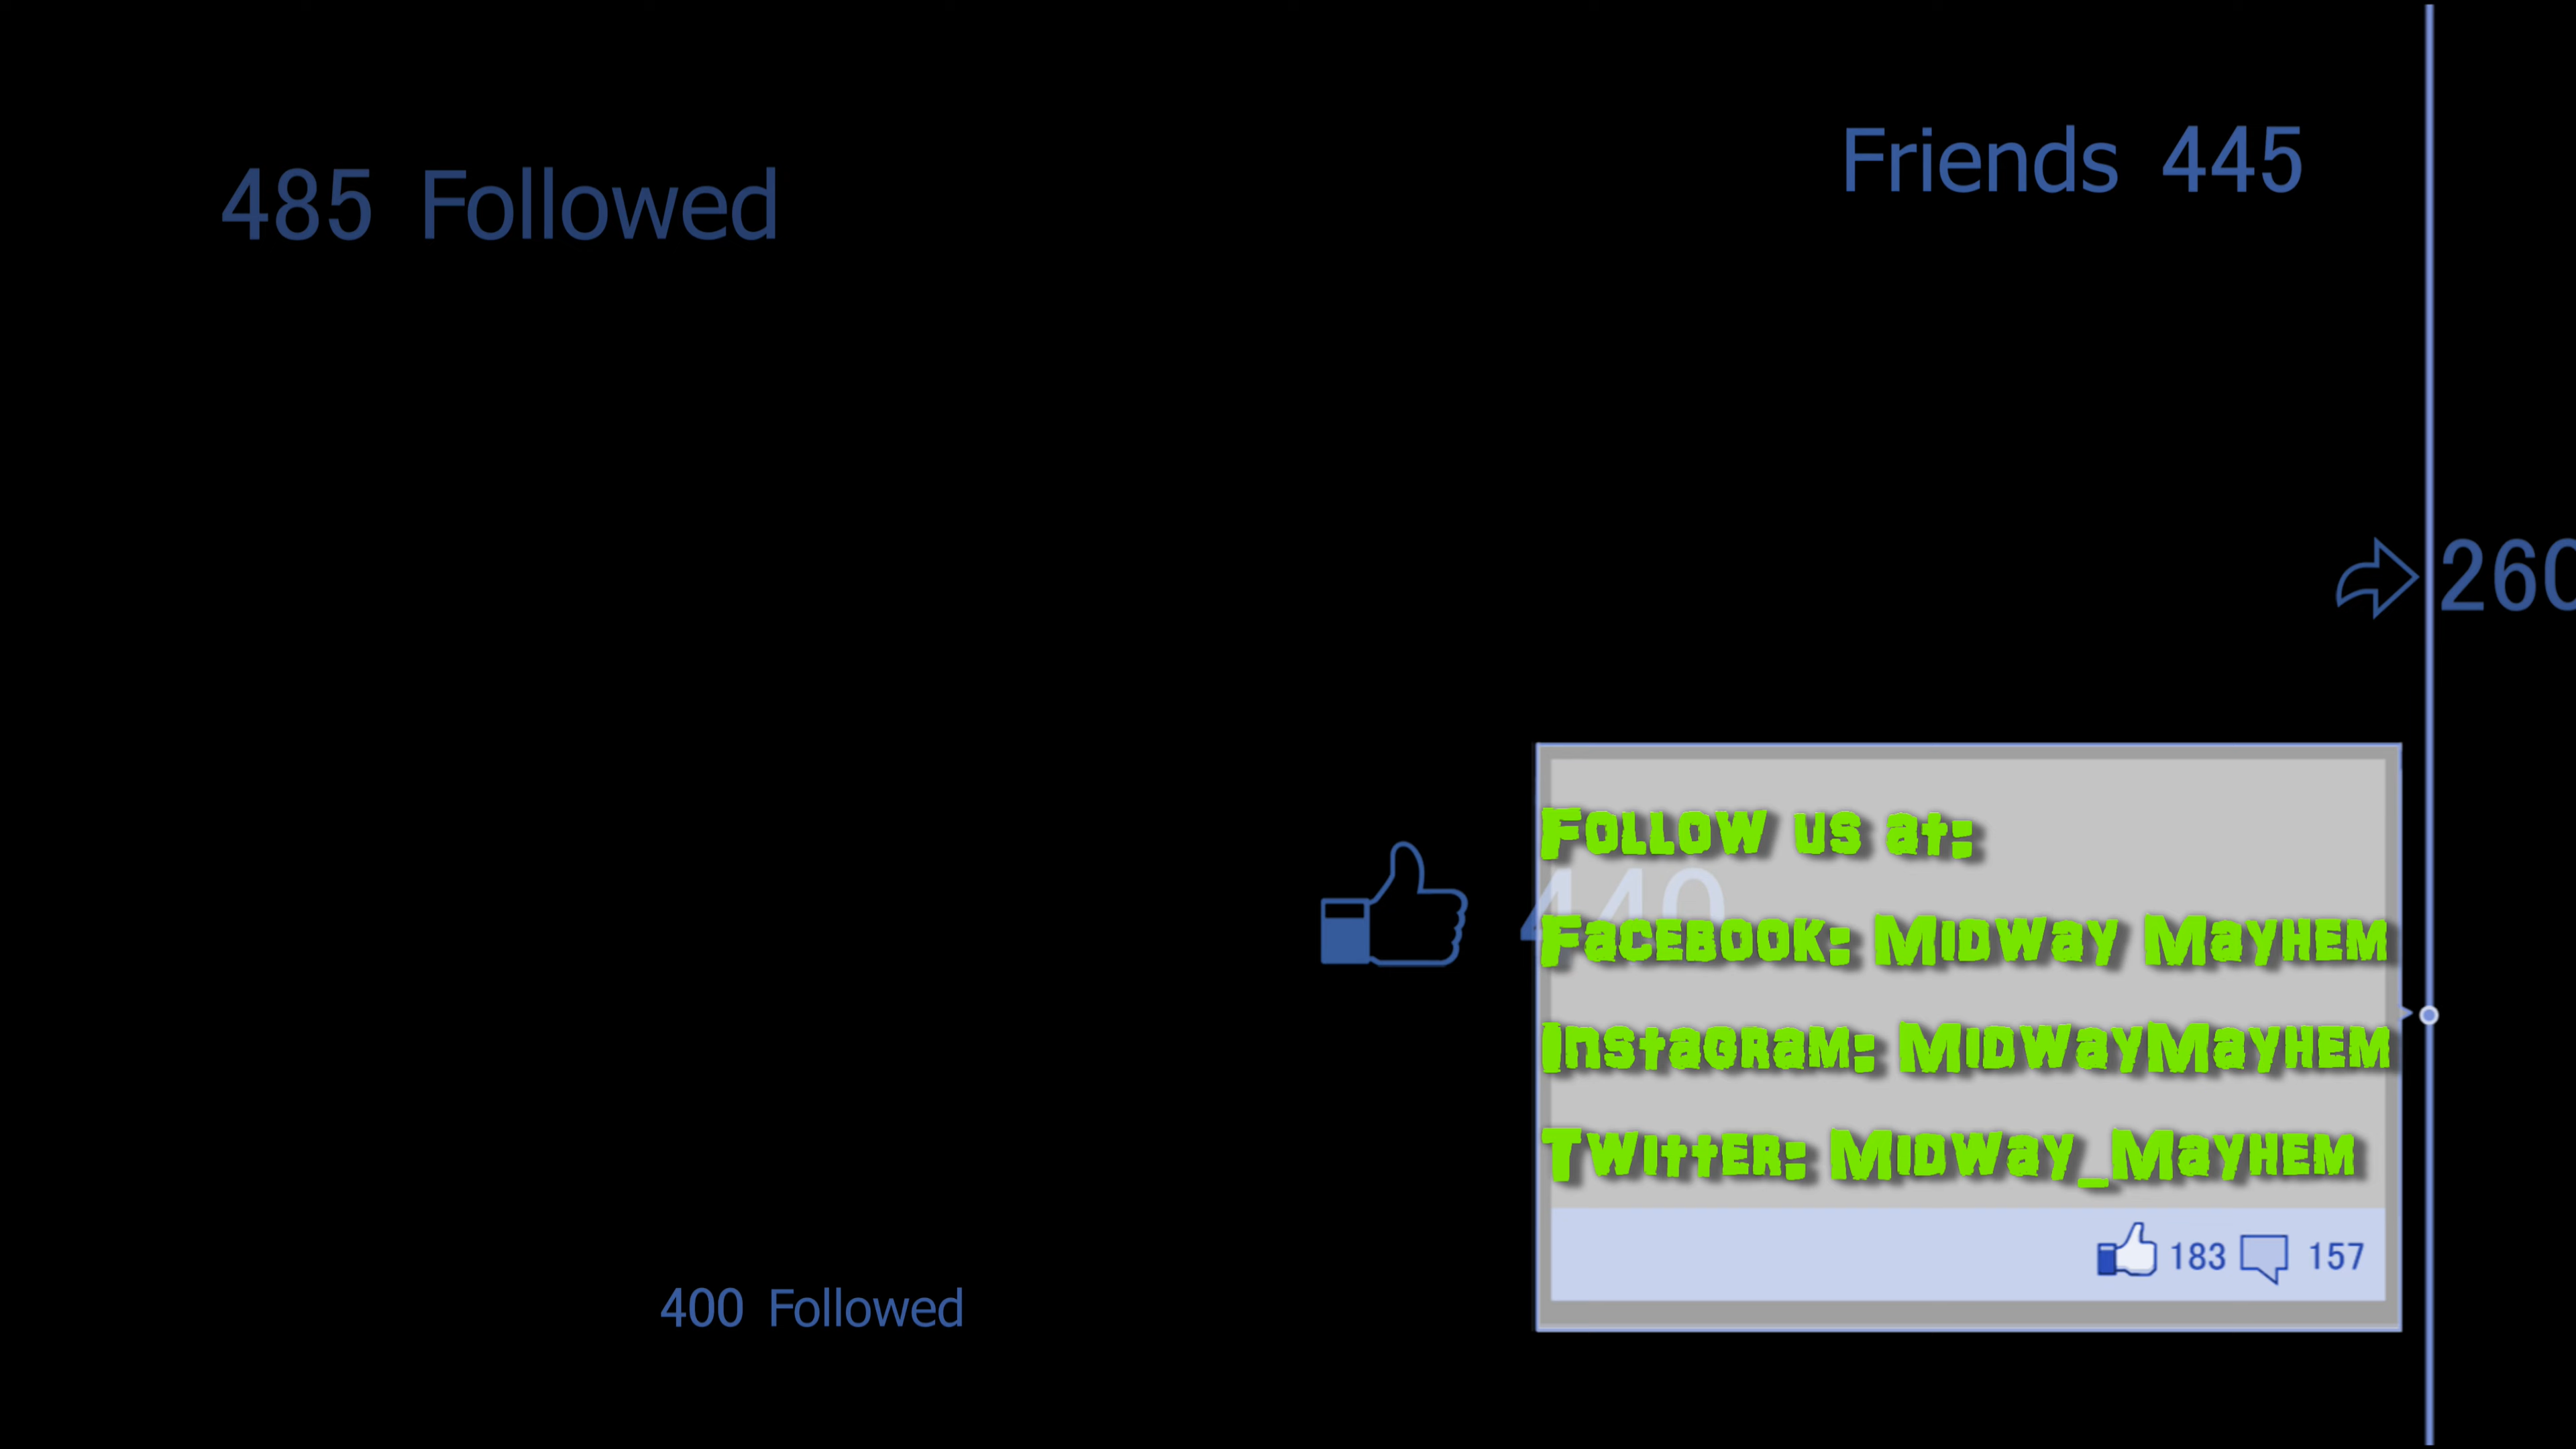 485 Followed
Friends 445
260
Follow us at:
440
Facebook: Midway Mayhem
Instagram: MidwayMayhem
Twitter: Midway_Mayhem
183 157
400 Followed